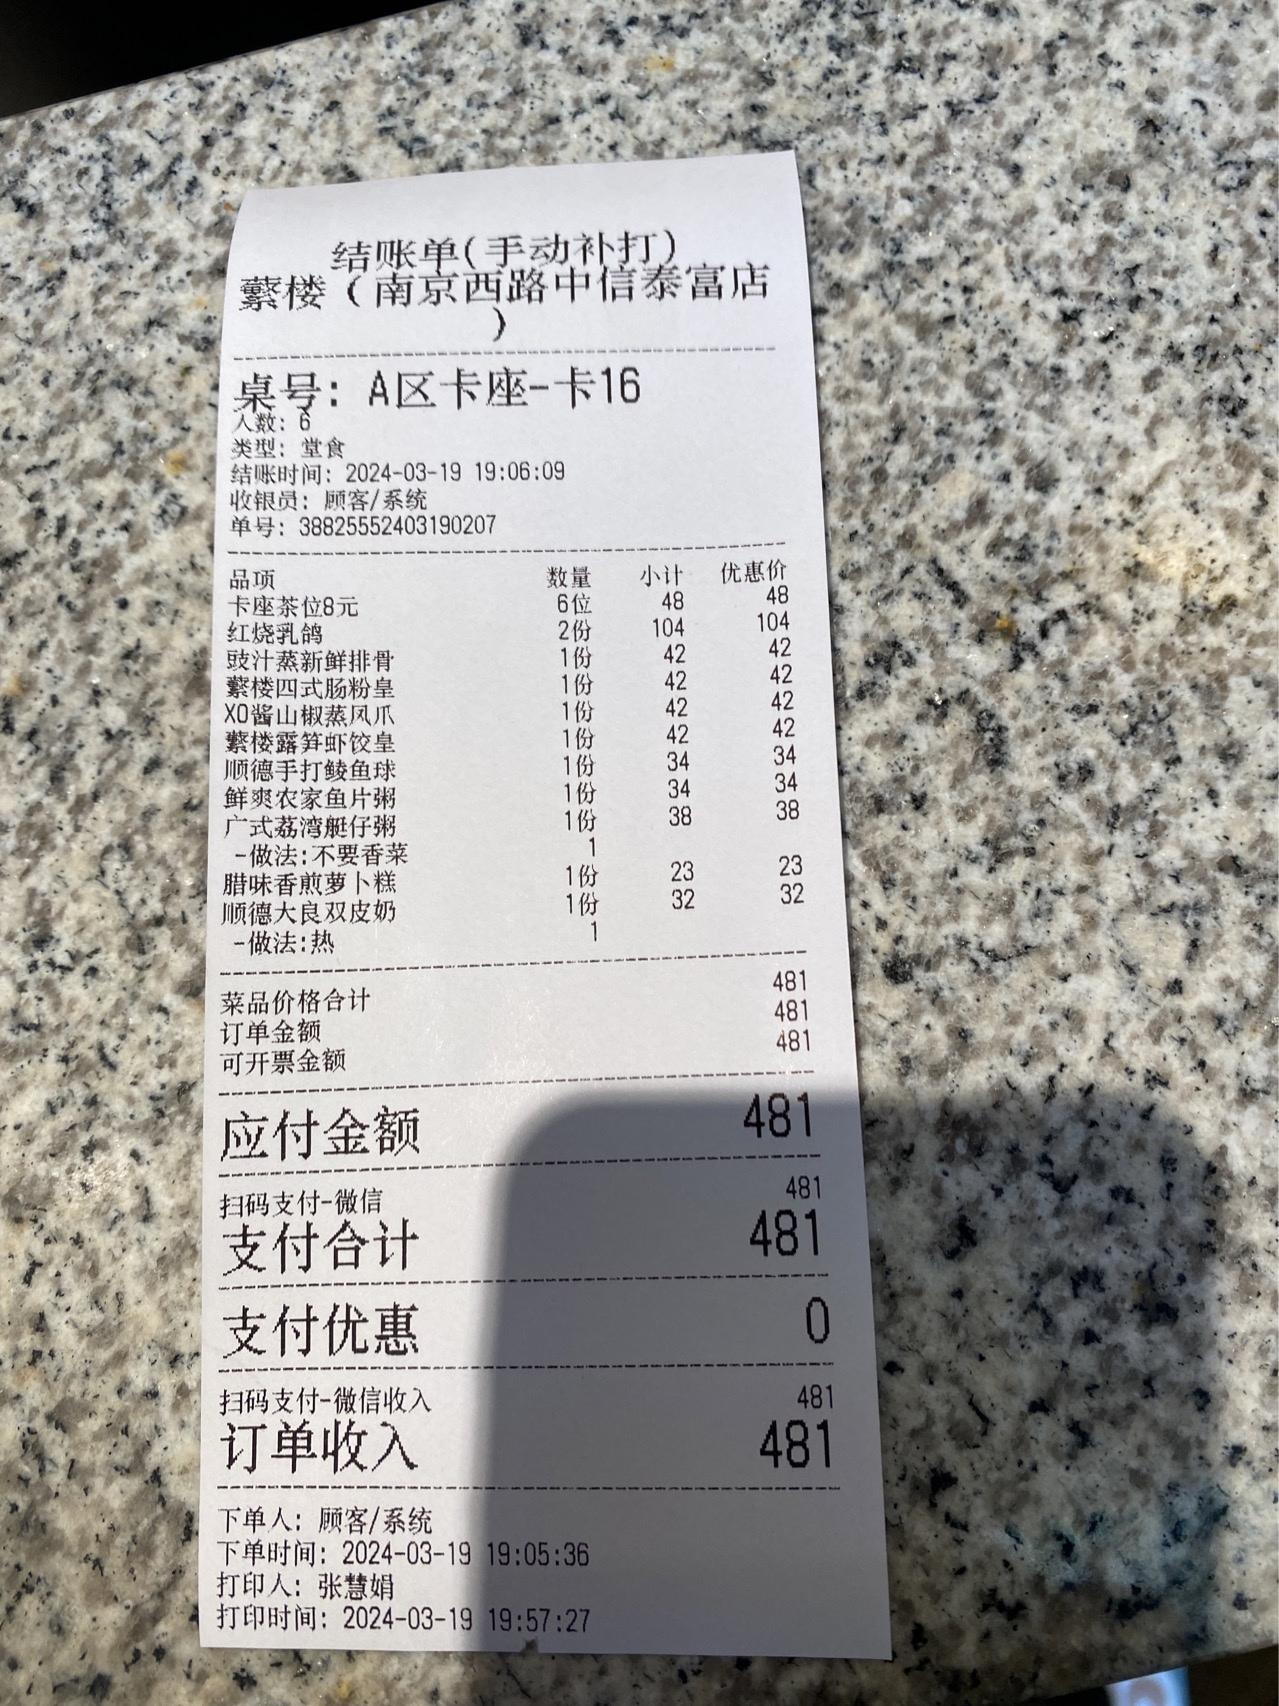 结账单(手动补打)
蘩楼（南京西路中信泰富店
）
桌号: A区卡座-卡16
人数: 6
类型: 堂食
结账时间: 2024-03-19 19:06:09
收银员: 顾客/系统
单号: 38825552403190207
品项 数量 小计 优惠价
卡座茶位8元 6位 48 48
红烧乳鸽 2份 104 104
豉汁蒸新鲜排骨 1份 42 42
蘩楼四式肠粉皇 1份 42 42
XO酱山椒蒸凤爪 1份 42 42
蘩楼露笋虾饺皇 1份 42 42
顺德手打鲮鱼球 1份 34 34
鲜爽农家鱼片粥 1份 34 34
广式荔湾艇仔粥 1份 38 38
-做法:不要香菜 1
腊味香煎萝卜糕 1份 23 23
顺德大良双皮奶 1份 32 32
-做法:热 1
菜品价格合计 481
订单金额 481
可开票金额 481
应付金额 481
扫码支付-微信 481
支付合计 481
支付优惠 0
扫码支付-微信收入 481
订单收入 481
下单人: 顾客/系统
下单时间: 2024-03-19 19:05:36
打印人: 张慧娟
打印时间: 2024-03-19 19:57:27